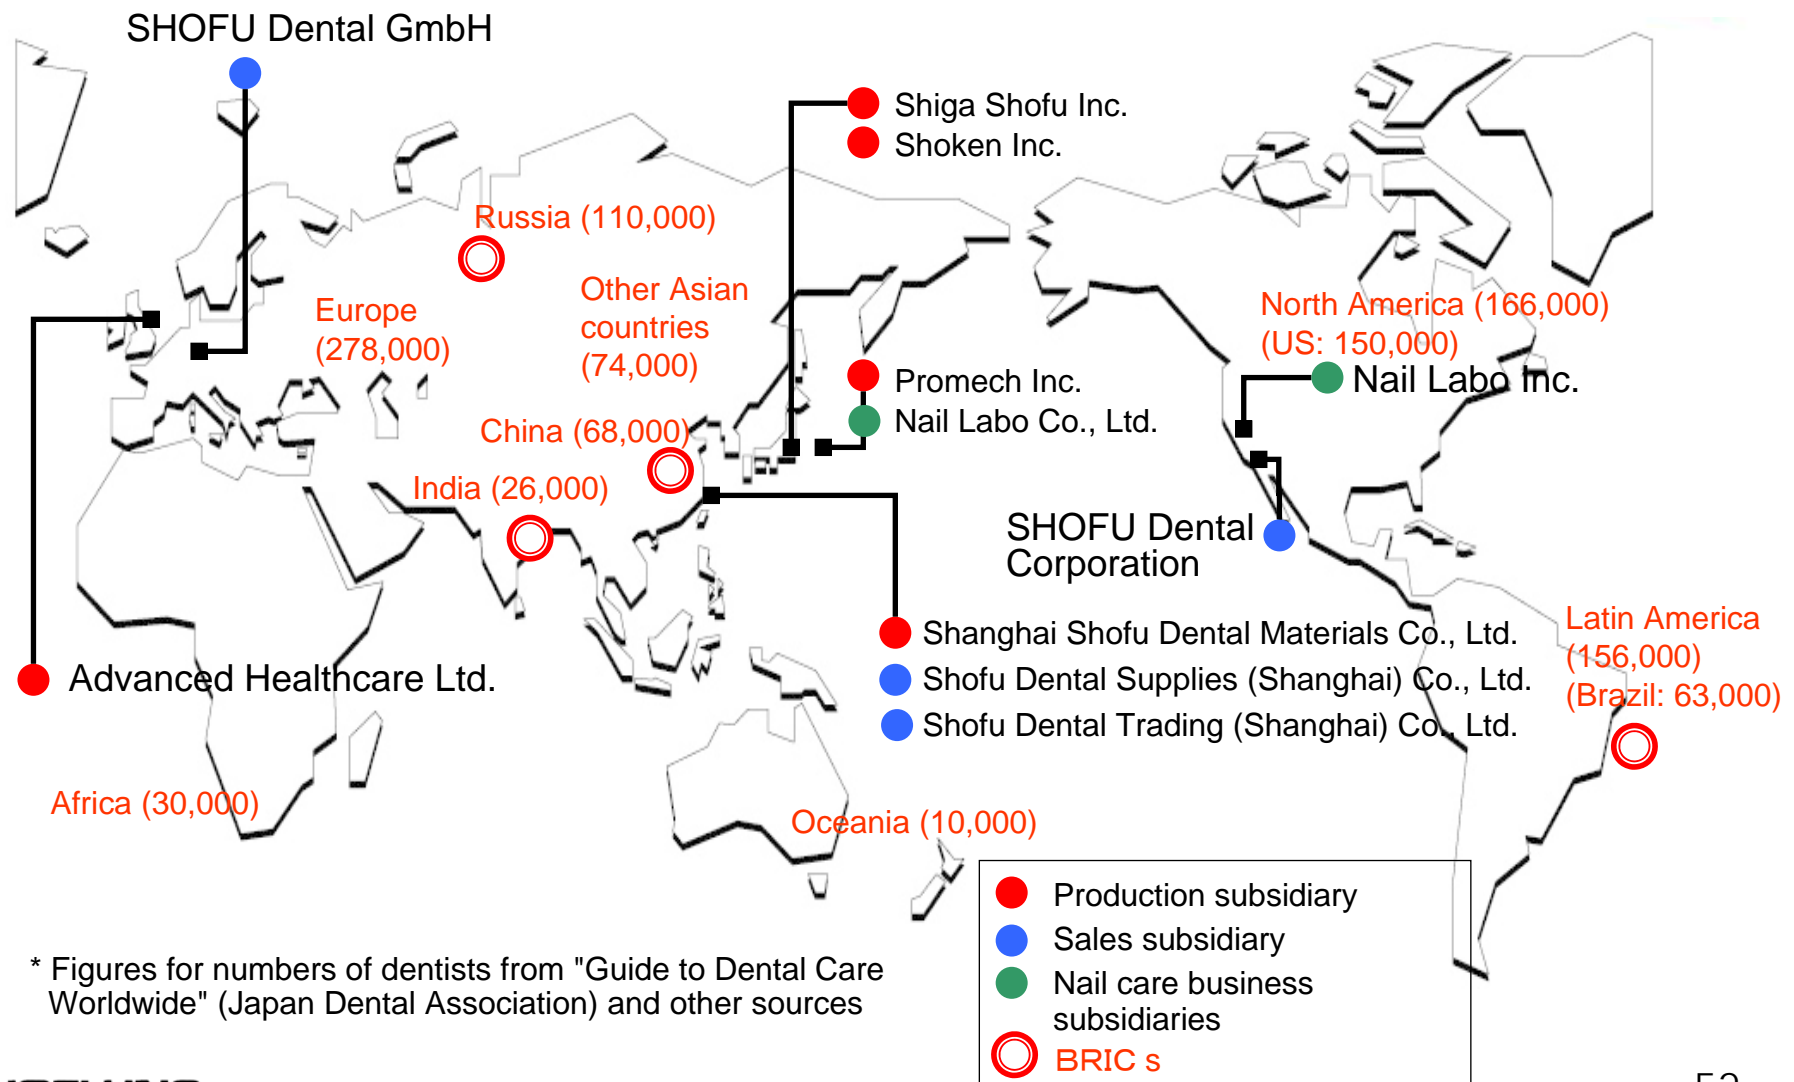 SHOFU Dental GmbH
Shiga Shofu Inc.
Shoken Inc.
Russia (110,000)
Other Asian
countries
(74,000)
Europe
(278,000)
North America (166,000)
(US: 150,000)
Promech Inc.
Nail Labo Inc.
Nail Labo Co., Ltd.
China (68,000)
India (26,000)
SHOFU Dental
Corporation
Latin America
(156,000)
(Brazil: 63,000)
Shanghai Shofu Dental Materials Co., Ltd.
Advanced Healthcare Ltd.
Shofu Dental Supplies (Shanghai) Co., Ltd.
Shofu Dental Trading (Shanghai) Co., Ltd.
Africa (30,000)
Oceania (10,000)
Production subsidiary
Sales subsidiary
Nail care business
subsidiaries
BRIC s
* Figures for numbers of dentists from "Guide to Dental Care
Worldwide" (Japan Dental Association) and other sources